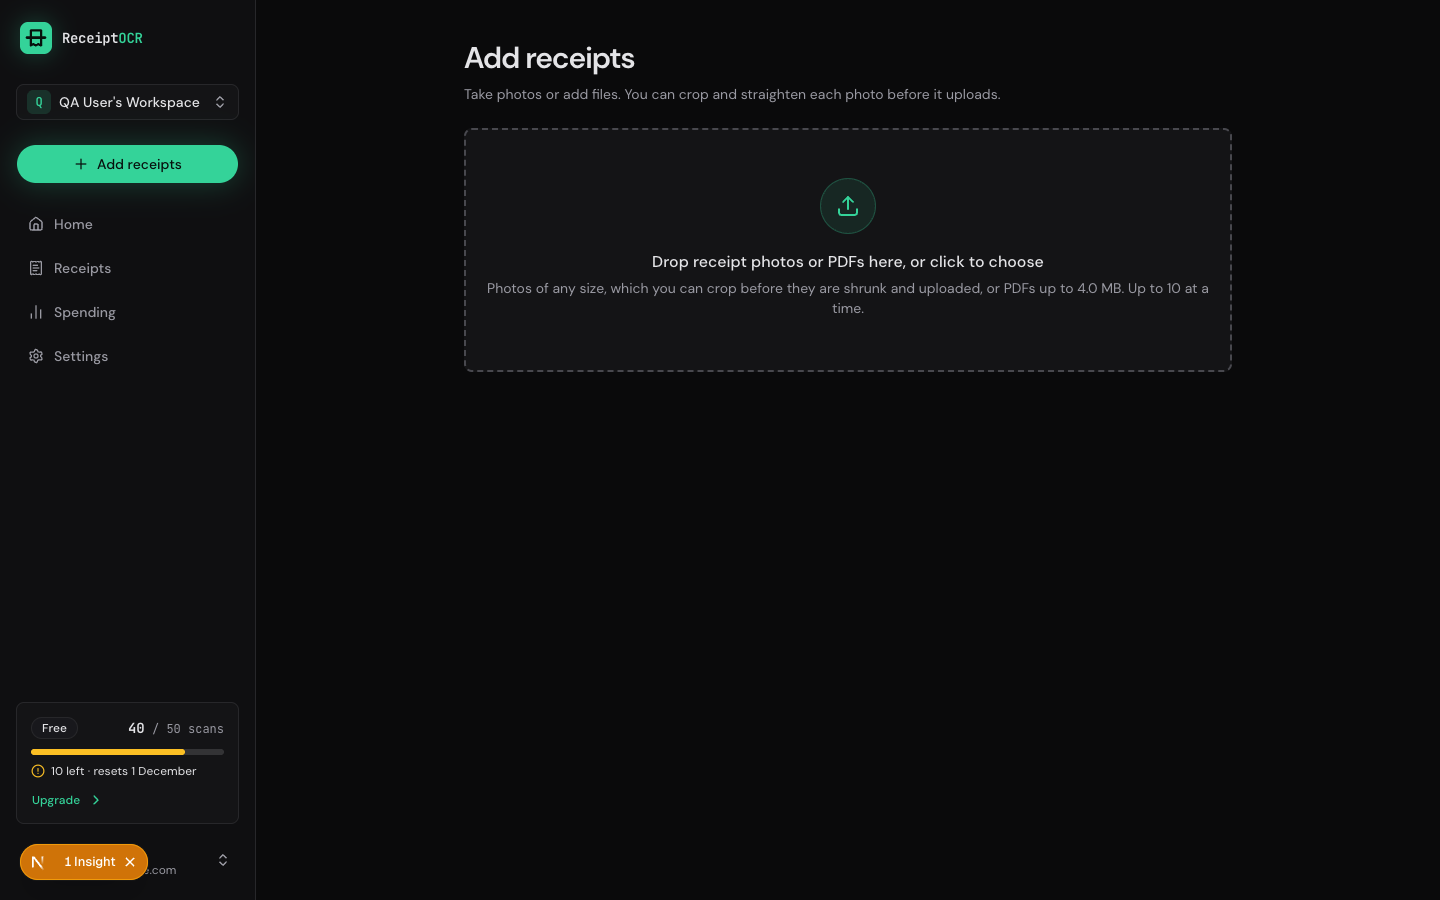 ReceiptOCR
Q QA User's Workspace
Add receipts
Home
Receipts
Spending
Settings
Free 40 / 50 scans
10 left · resets 1 December
Upgrade
1 Insight
.com
Add receipts
Take photos or add files. You can crop and straighten each photo before it uploads.
Drop receipt photos or PDFs here, or click to choose
Photos of any size, which you can crop before they are shrunk and uploaded, or PDFs up to 4.0 MB. Up to 10 at a
time.